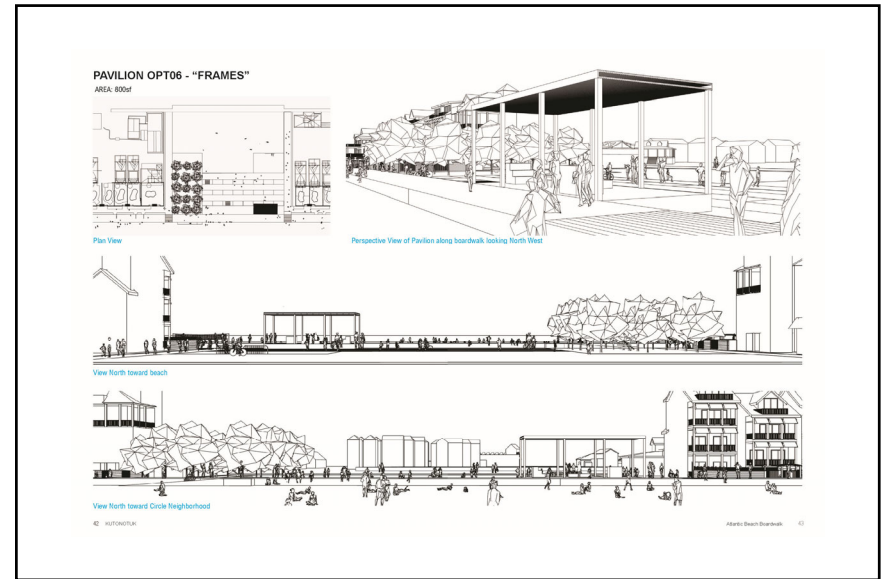 PAVILION OPT06 - “FRAMES”
AREA: 800sf
Plan View
Perspective View of Pavilion along boardwalk looking North West
View North toward beach
View North toward Circle Neighborhood
42 KUTONOTUK
Atlantic Beach Boardwalk 43